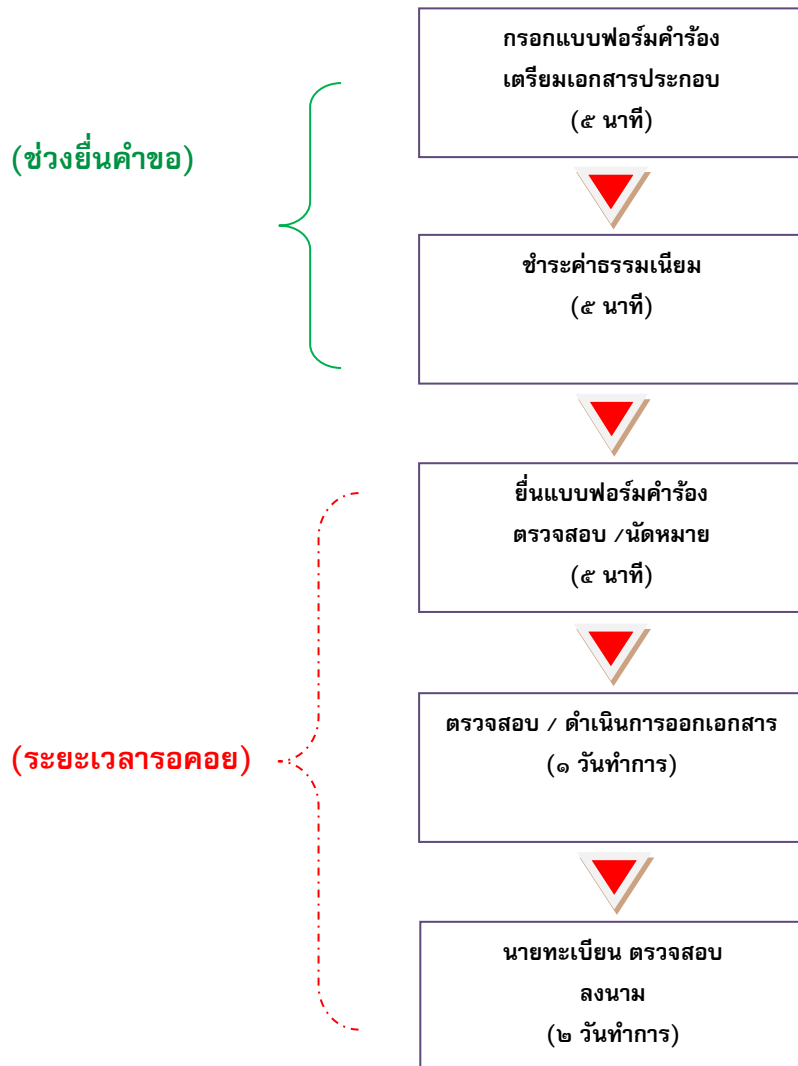 กรอกแบบฟอร์มคำร้อง
เตรียมเอกสารประกอบ
(๕ นาที)
(ช่วงยื่นคำขอ)
ชำระค่าธรรมเนียม
(๕ นาที)
ยื่นแบบฟอร์มคำร้อง
ตรวจสอบ /นัดหมาย
(๕ นาที)
ตรวจสอบ / ดำเนินการออกเอกสาร
(๑ วันทำการ)
(ระยะเวลารอคอย)
นายทะเบียน ตรวจสอบ
ลงนาม
(๒ วันทำการ)